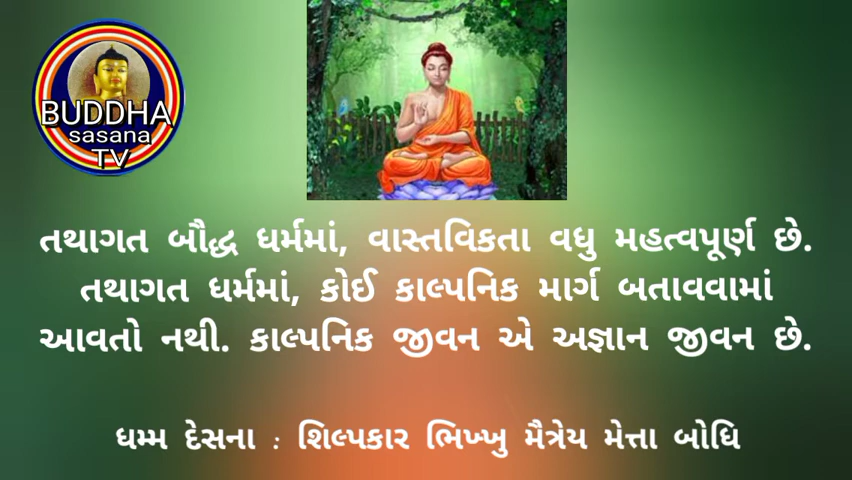 BUDDHA
sasana
TV
તથાગત બૌદ્ધ ધર્મમાં, વાસ્તવિકતા વધુ મહત્વપૂર્ણ છે.
તથાગત ધર્મમાં, કોઈ કાલ્પનિક માર્ગ બતાવવામાં
આવતો નથી. કાલ્પનિક જીવન એ અજ્ઞાન જીવન છે.
ધમ્મ દેસના : શિલ્પકાર ભિખ્ખુ મૈત્રેય મેત્તા બોધિ